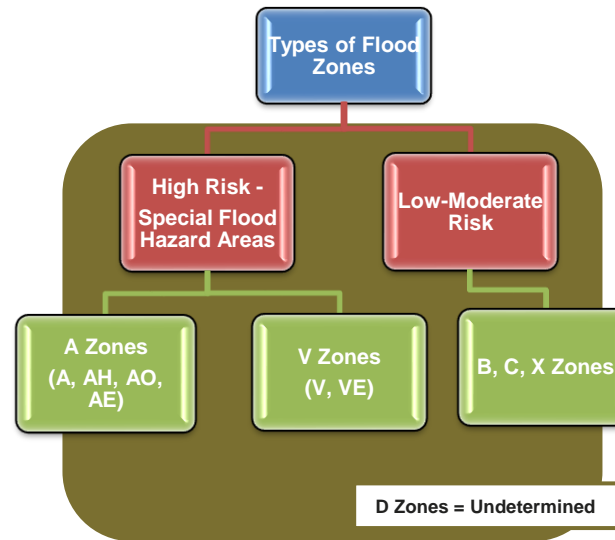 Types of Flood
Zones
High Risk -
Special Flood
Hazard Areas
Low-Moderate
Risk
A Zones
(A, AH, AO,
AE)
V Zones
(V, VE)
B, C, X Zones
D Zones = Undetermined